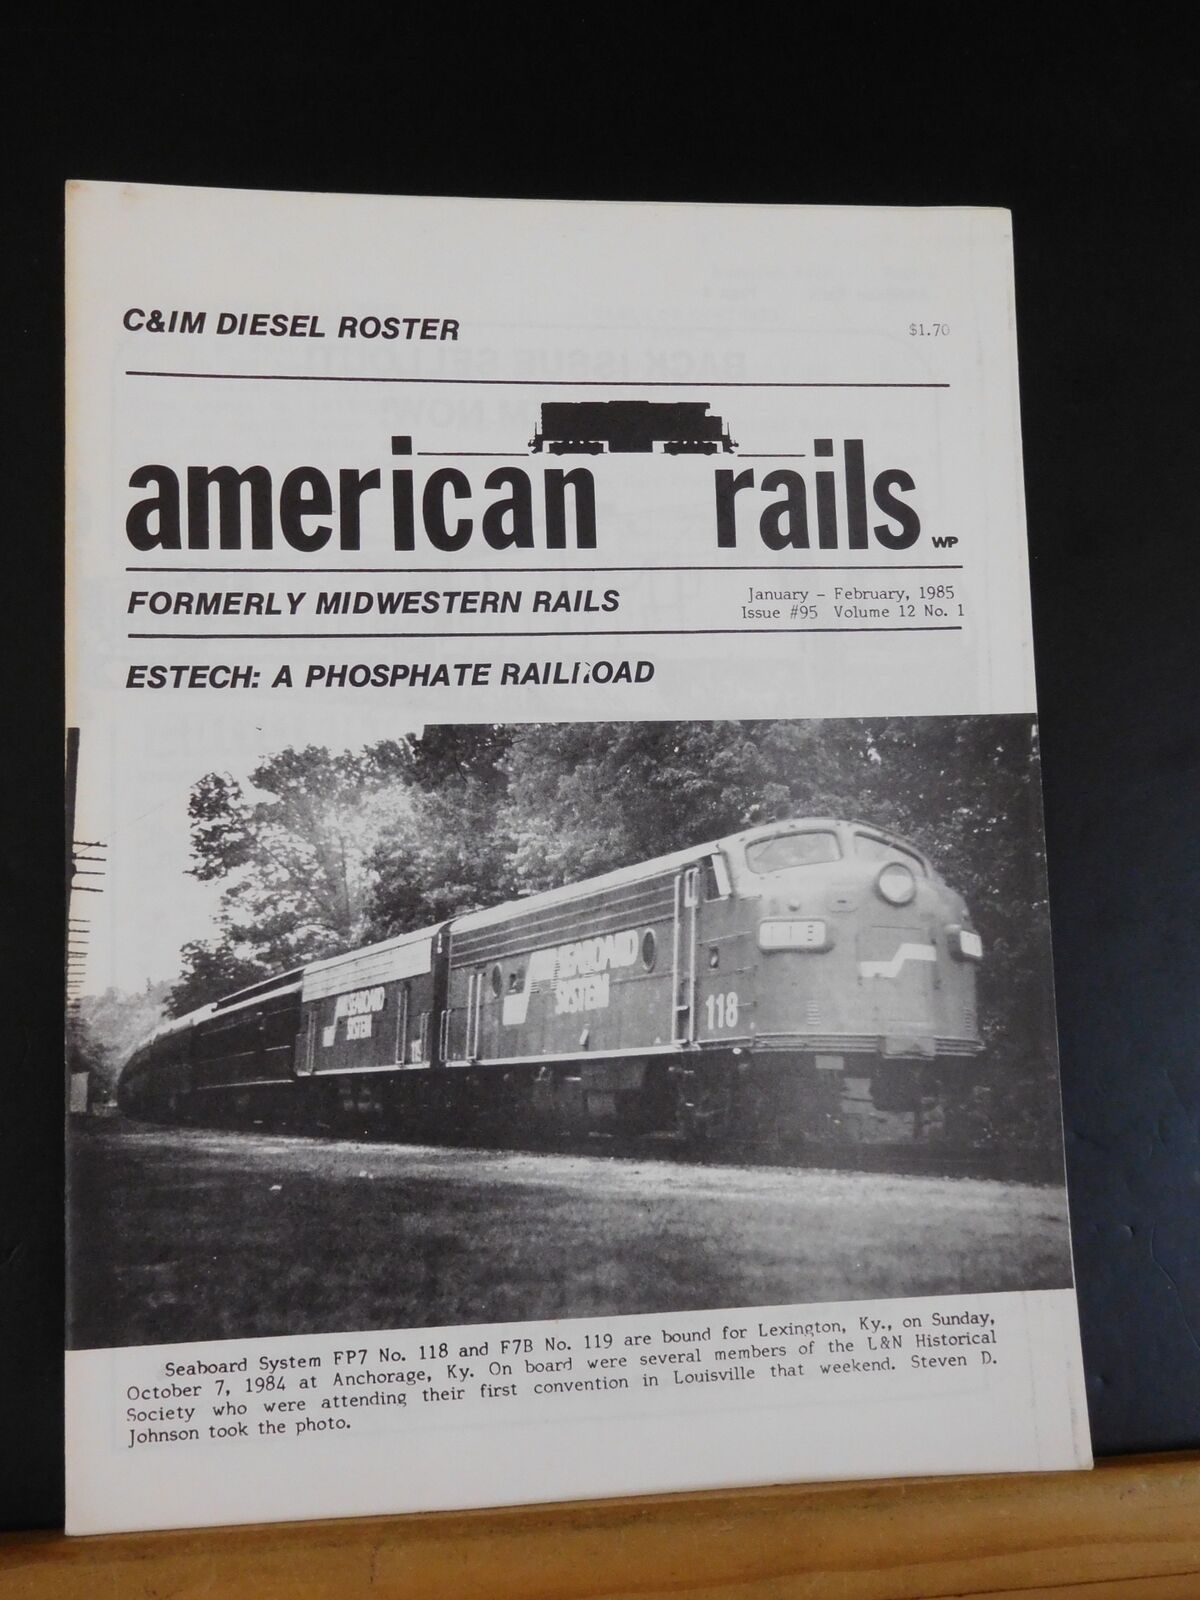 C&IM DIESEL ROSTER
$1.70
american rails WP
FORMERLY MIDWESTERN RAILS
January - February, 1985
Issue #95 Volume 12 No. 1
ESTECH: A PHOSPHATE RAILROAD
SEABOARD
SYSTEM
SEABOARD
SYSTEM
118
Seaboard System FP7 No. 118 and F7B No. 119 are bound for Lexington, Ky., on Sunday,
October 7, 1984 at Anchorage, Ky. On board were several members of the L&N Historical
Society who were attending their first convention in Louisville that weekend. Steven D.
Johnson took the photo.